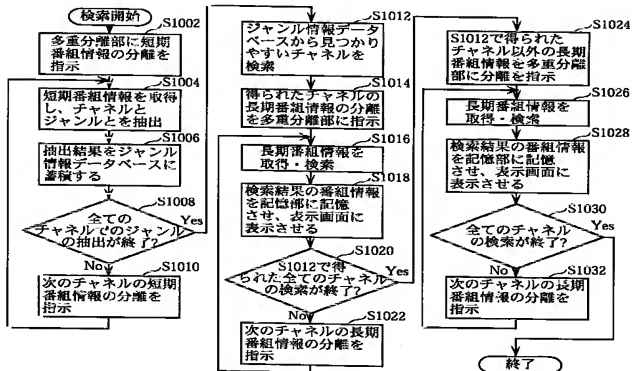 検索開始
S1002
多重分離部に短期
番組情報の分離を
指示
S1004
短期番組情報を取得
し、チャネルと
ジャンルとを抽出
S1006
抽出結果をジャンル
情報データベースに
蓄積する
S1008
全ての
チャネルでのジャンル
の抽出が終了?
Yes
No
S1010
次のチャネルの短期
番組情報の分離を
指示
S1012
ジャンル情報データ
ベースから見つかり
やすいチャネルを
検索
S1014
得られたチャネルの
長期番組情報の分離
を多重分離部に指示
S1016
長期番組情報を
取得・検索
S1018
検索結果の番組情報
を記憶部に記憶
させ、表示画面に
表示させる
S1020
S1012で得
られた全てのチャネル
の検索が終了?
Yes
No
S1022
次のチャネルの長期
番組情報の分離を
指示
S1024
S1012で得られた
チャネル以外の長期
番組情報を多重分離
部に分離を指示
S1026
長期番組情報を
取得・検索
S1028
検索結果の番組情報
を記憶部に記憶
させ、表示画面に
表示させる
S1030
全てのチャネル
の検索が終了?
Yes
No
S1032
次のチャネルの長期
番組情報の分離を
指示
終了